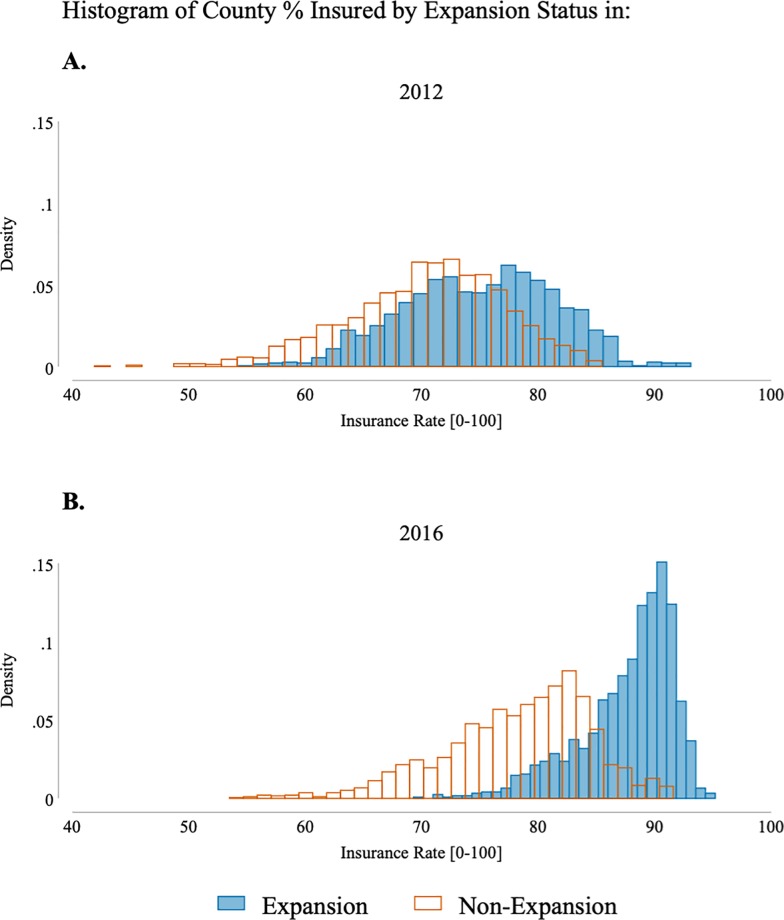 Histogram of County % Insured by Expansion Status in:
A.
2012
.15
.1
.05
0
Density
40 50 60 70 80 90 100
Insurance Rate [0-100]
B.
2016
.15
.1
.05
0
Density
40 50 60 70 80 90 100
Insurance Rate [0-100]
Expansion Non-Expansion